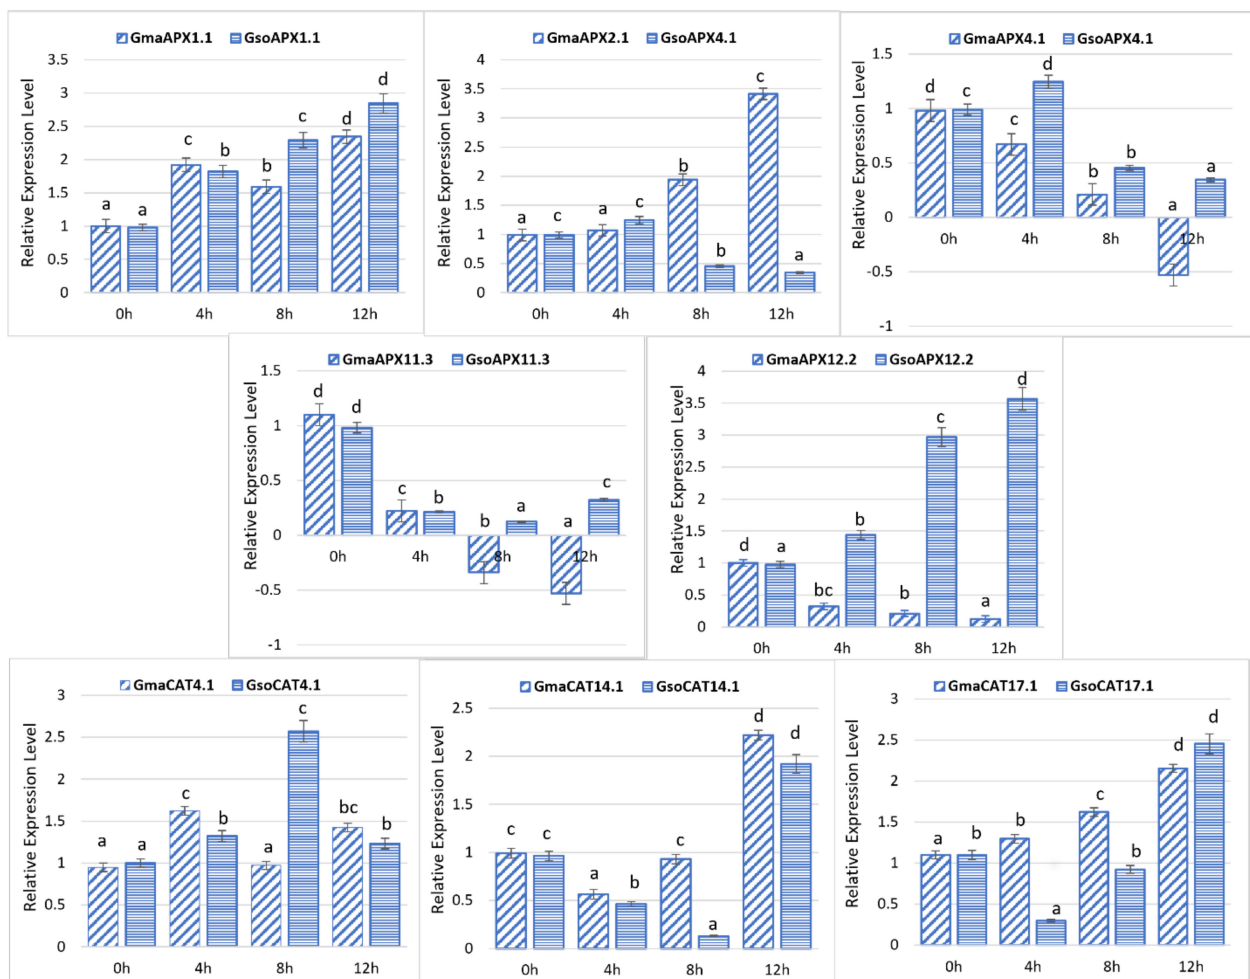 GmaAPX1.1 GsoAPX1.1
Relative Expression Level
3.5
3
2.5
2
1.5
1
0.5
0
a a c b b c d d
0h 4h 8h 12h
GmaAPX2.1 GsoAPX4.1
Relative Expression Level
4
3.5
3
2.5
2
1.5
1
0.5
0
a c a c b b c a
0h 4h 8h 12h
GmaAPX4.1 GsoAPX4.1
Relative Expression Level
1.5
1
0.5
0
-0.5
-1
d c c d b b a a
0h 4h 8h 12h
GmaAPX11.3 GsoAPX11.3
Relative Expression Level
1.5
1
0.5
0
-0.5
-1
d d c b b a a c
0h 4h 8h 12h
GmaAPX12.2 GsoAPX12.2
Relative Expression Level
4
3.5
3
2.5
2
1.5
1
0.5
0
d a bc b b c a d
0h 4h 8h 12h
GmaCAT4.1 GsoCAT4.1
Relative Expression Level
3
2.5
2
1.5
1
0.5
0
a a c b a c bc b
0h 4h 8h 12h
GmaCAT14.1 GsoCAT14.1
Relative Expression Level
2.5
2
1.5
1
0.5
0
c c a b c a d d
0h 4h 8h 12h
GmaCAT17.1 GsoCAT17.1
Relative Expression Level
3
2.5
2
1.5
1
0.5
0
a b b a c b d d
0h 4h 8h 12h